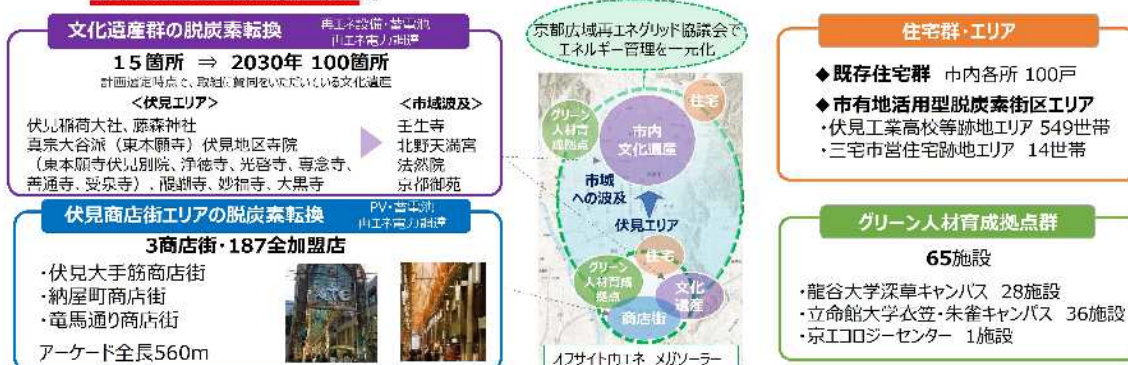 文化遺産群の脱炭素転換
再エネ設備・蓄電池
再エネ電力調達
15箇所 ⇒ 2030年 100箇所
計画選定時点で、取組に賛同をいただいている文化遺産
<伏見エリア>
<市域波及>
伏見稲荷大社、藤森神社
真宗大谷派（東本願寺）伏見地区寺院
（東本願寺伏見別院、浄徳寺、光啓寺、専念寺、
善通寺、受泉寺）、醍醐寺、妙福寺、大黒寺
壬生寺
北野天満宮
法然院
京都御苑
伏見商店街エリアの脱炭素転換
PV・蓄電池
再エネ電力調達
3商店街・187全加盟店
・伏見大手筋商店街
・納屋町商店街
・竜馬通り商店街
アーケード全長560m
京都広域再エネグリッド協議会で
エネルギー管理を一元化
住宅
グリーン
人材育
成拠点
市内
文化遺産
市域
への波及
伏見エリア
住宅
グリーン
人材育成
拠点
文化
遺産
商店街
メガソーラー
住宅群・エリア
◆既存住宅群 市内各所 100戸
◆市有地活用型脱炭素街区エリア
・伏見工業高校等跡地エリア 549世帯
・三宅市営住宅跡地エリア 14世帯
グリーン人材育成拠点群
65施設
・龍谷大学深草キャンパス 28施設
・立命館大学衣笠・朱雀キャンパス 36施設
・京エコロジーセンター 1施設